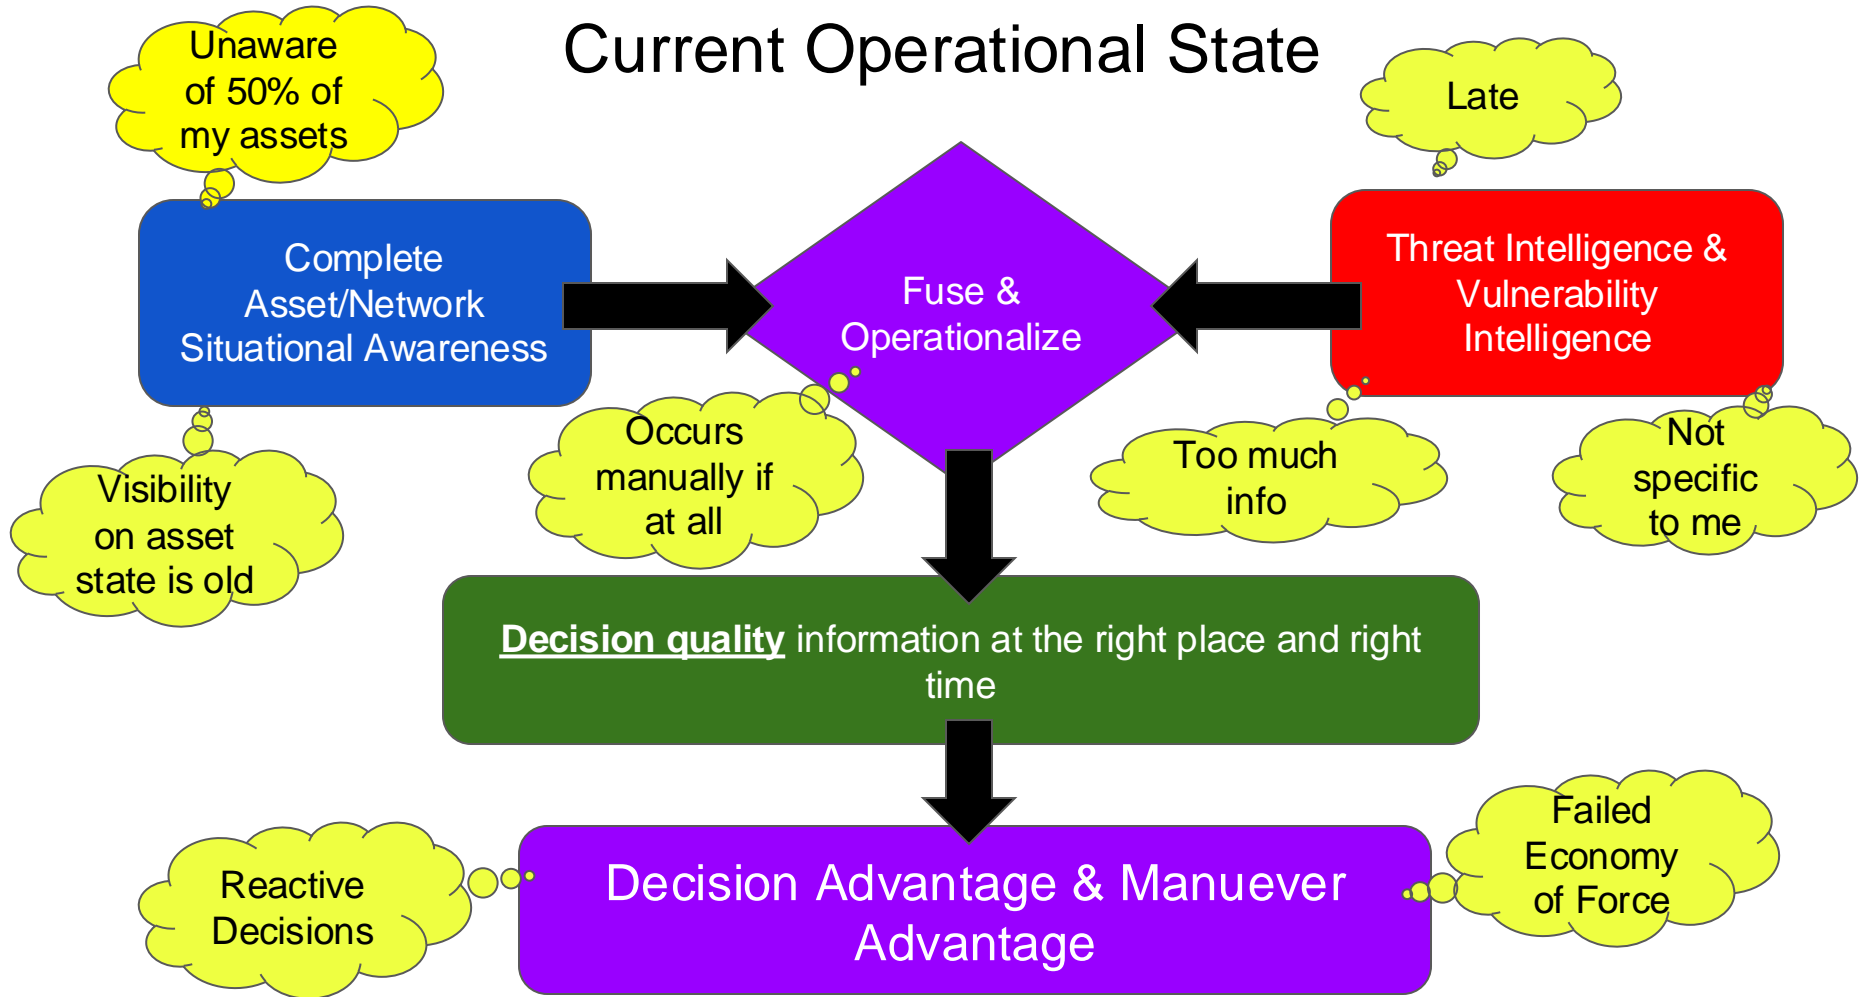 Current Operational State
Unaware
of 50% of
my assets
Late
Complete
Asset/Network
Situational Awareness
Fuse &
Operationalize
Threat Intelligence &
Vulnerability
Intelligence
Visibility
on asset
state is old
Occurs
manually if
at all
Too much
info
Not
specific
to me
Decision quality information at the right place and right
time
Reactive
Decisions
Decision Advantage & Manuever
Advantage
Failed
Economy
of Force